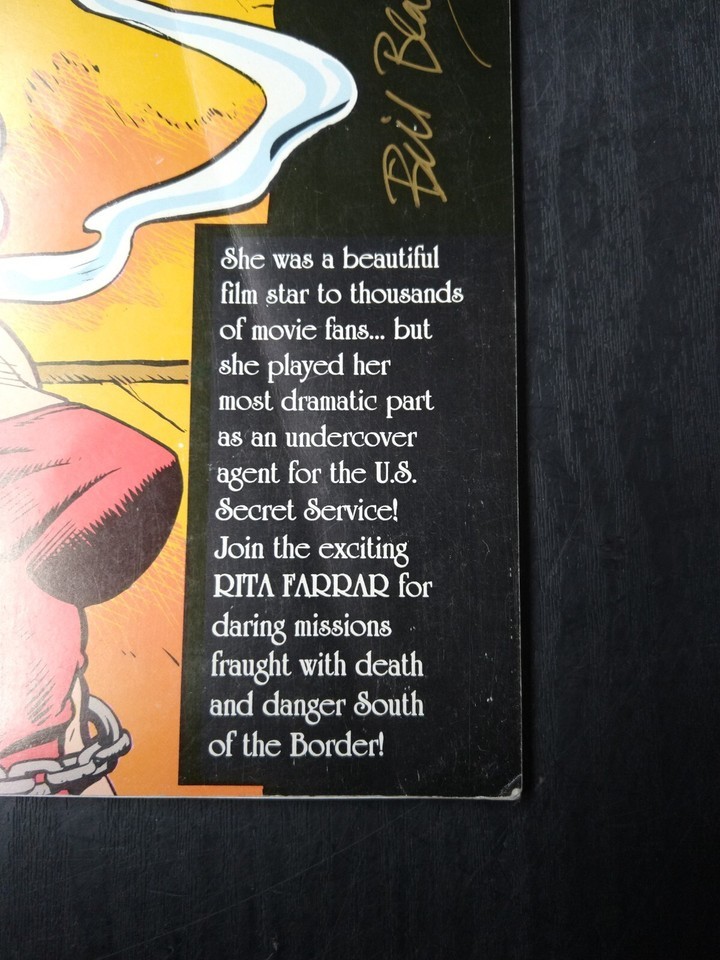 Bill
She was a beautiful
film star to thousands
of movie fans... but
she played her
most dramatic part
as an undercover
agent for the U.S.
Secret Service!
Join the exciting
RITA FARRAR for
daring missions
fraught with death
and danger South
of the Border!